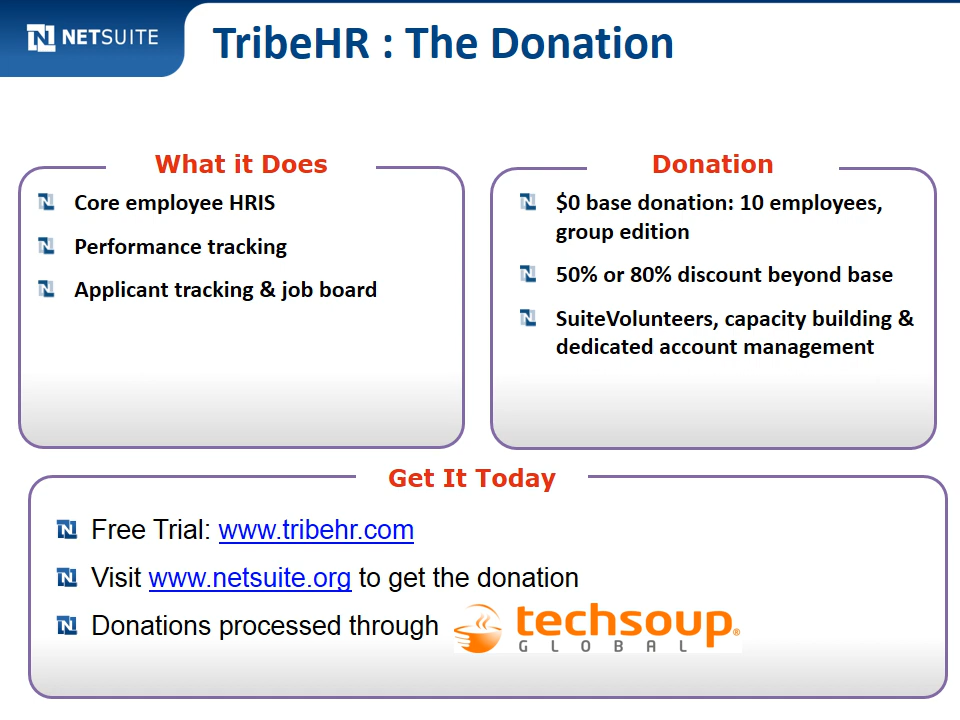 NETSUITE
TribeHR : The Donation
What it Does
Core employee HRIS
Performance tracking
Applicant tracking & job board
Donation
$0 base donation: 10 employees,
group edition
50% or 80% discount beyond base
SuiteVolunteers, capacity building &
dedicated account management
Get It Today
Free Trial: www.tribehr.com
Visit www.netsuite.org to get the donation
Donations processed through
techsoup®
GLOBAL